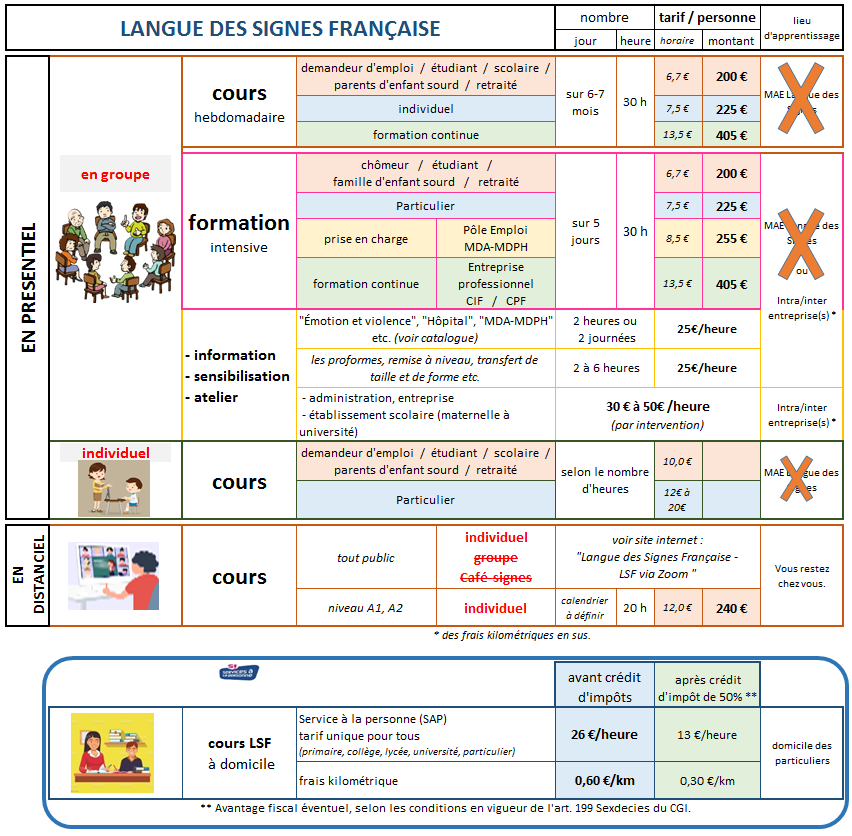 LANGUE DES SIGNES FRANÇAISE
nombre
tarif / personne
lieu
d'apprentissage
jour
heure
horaire
montant
EN PRESENTIEL
en groupe
cours
hebdomadaire
demandeur d'emploi / étudiant / scolaire /
parents d'enfant sourd / retraité
sur 6-7
mois
30 h
6,7 €
200 €
individuel
7,5 €
225 €
formation continue
13,5 €
405 €
MAE Langue des
formation
intensive
chômeur / étudiant /
famille d'enfant sourd / retraité
sur 5
jours
30 h
6,7 €
200 €
Particulier
7,5 €
225 €
prise en charge
Pôle Emploi
MDA-MDPH
8,5 €
255 €
formation continue
Entreprise
professionnel
CIF / CPF
13,5 €
405 €
MAE Langue des
Signes
ou
Intra/inter
entreprise(s) *
- information
- sensibilisation
- atelier
"Émotion et violence", "Hôpital", "MDA-MDPH"
etc. (voir catalogue)
2 heures ou
2 journées
25€/heure
les proformes, remise à niveau, transfert de
taille et de forme etc.
2 à 6 heures
25€/heure
- administration, entreprise
- établissement scolaire (maternelle à
université)
30 € à 50€ /heure
(par intervention)
Intra/inter
entreprise(s) *
individuel
cours
demandeur d'emploi / étudiant / scolaire /
parents d'enfant sourd / retraité
selon le nombre
d'heures
10,0 €
Particulier
12€ à
20€
MAE Langue des
Signes
EN
DISTANCIEL
cours
tout public
individuel
groupe
Café-signes
voir site internet :
"Langue des Signes Française -
LSF via Zoom "
Vous restez
chez vous.
niveau A1, A2
individuel
calendrier
à définir
20 h
12,0 €
240 €
* des frais kilométriques en sus.
services à
la personne
avant crédit
d'impôts
après crédit
d'impôt de 50% **
cours LSF
à domicile
Service à la personne (SAP)
tarif unique pour tous
(primaire, collège, lycée, université, particulier)
26 €/heure
13 €/heure
domicile des
particuliers
frais kilométrique
0,60 €/km
0,30 €/km
** Avantage fiscal éventuel, selon les conditions en vigueur de l'art. 199 Sexdecies du CGI.